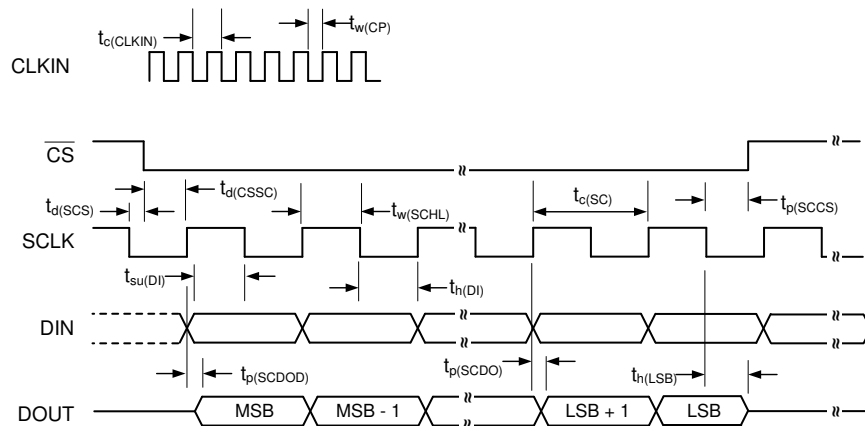 tc(CLKIN)
tw(CP)
CLKIN
CS
td(CSSC)
td(SCS)
tw(SCHL)
tc(SC)
tp(SCCS)
SCLK
tsu(DI)
th(DI)
DIN
tp(SCDOD)
tp(SCDO)
th(LSB)
DOUT
MSB
MSB - 1
LSB + 1
LSB